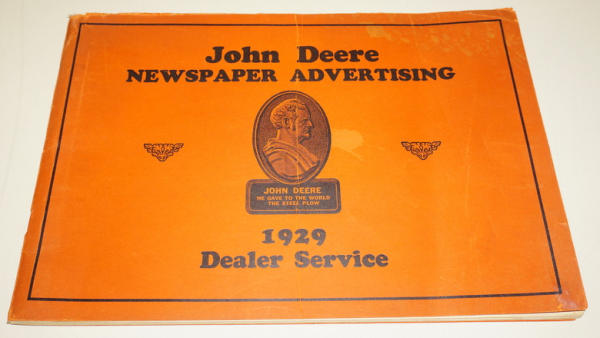 John Deere
NEWSPAPER ADVERTISING
JOHN DEERE
HE GAVE TO THE WORLD
THE STEEL PLOW
1929
Dealer Service